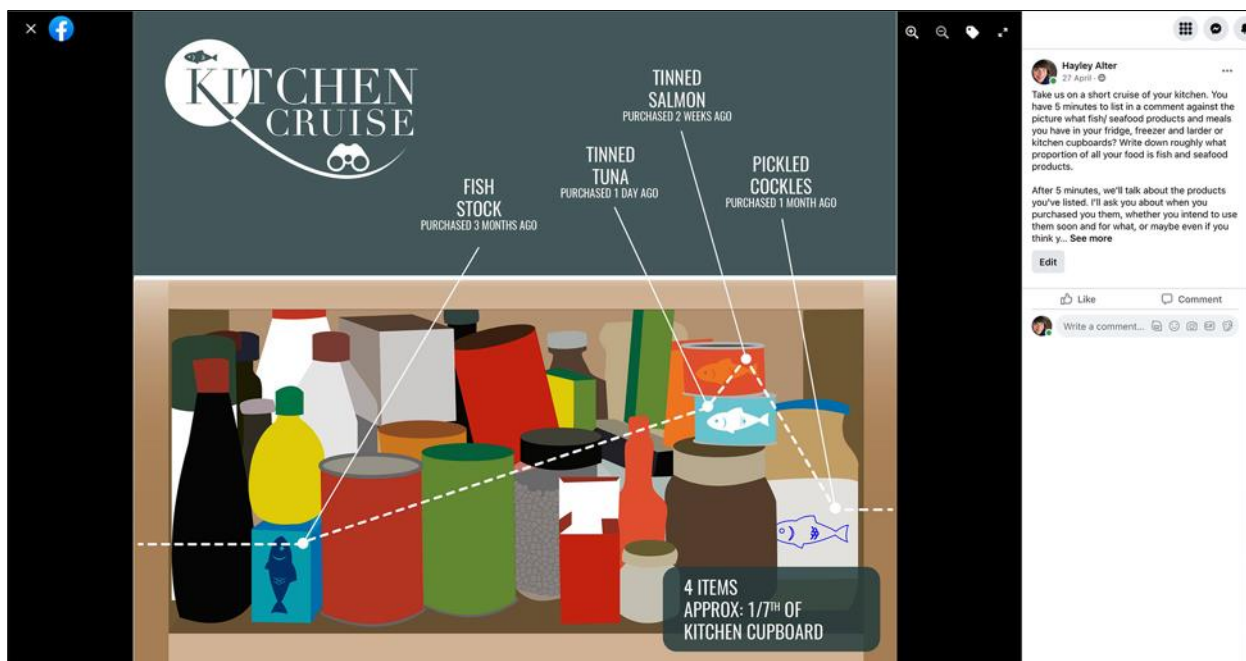 KITCHEN
CRUISE
TINNED
SALMON
PURCHASED 2 WEEKS AGO
TINNED
TUNA
PURCHASED 1 DAY AGO
PICKLED
COCKLES
PURCHASED 1 MONTH AGO
FISH
STOCK
PURCHASED 3 MONTHS AGO
4 ITEMS
APPROX: 1/7TH OF
KITCHEN CUPBOARD
Hayley Alter
27 April ·
Take us on a short cruise of your kitchen. You
have 5 minutes to list in a comment against the
picture what fish/ seafood products and meals
you have in your fridge, freezer and larder or
kitchen cupboards? Write down roughly what
proportion of all your food is fish and seafood
products.
After 5 minutes, we'll talk about the products
you've listed. I'll ask you about when you
purchased you them, whether you intend to use
them soon and for what, or maybe even if you
think y... See more
Edit
Like Comment
Write a comment...